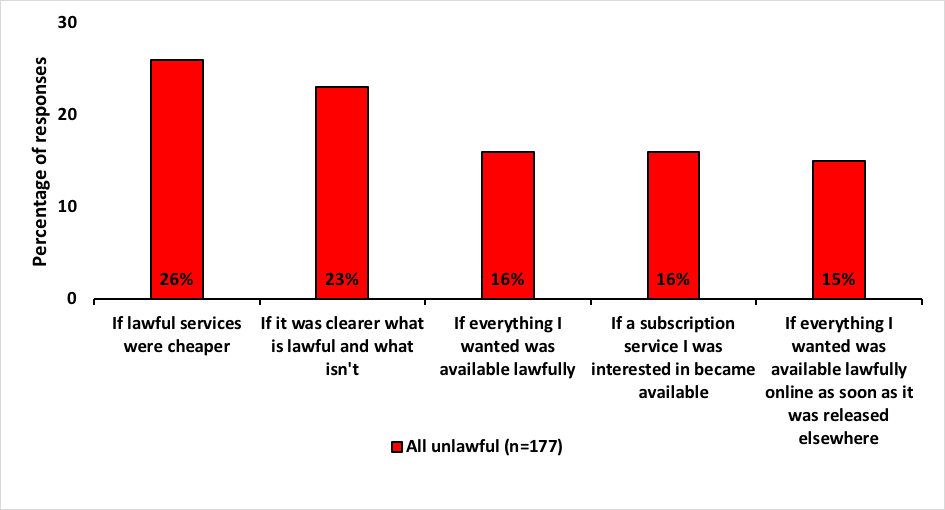 Percentage of responses
30
20
10
0
26%
23%
16%
16%
15%
If lawful services
were cheaper
If it was clearer what
is lawful and what
isn't
If everything I
wanted was
available lawfully
If a subscription
service I was
interested in became
available
If everything I
wanted was
available lawfully
online as soon as it
was released
elsewhere
All unlawful (n=177)